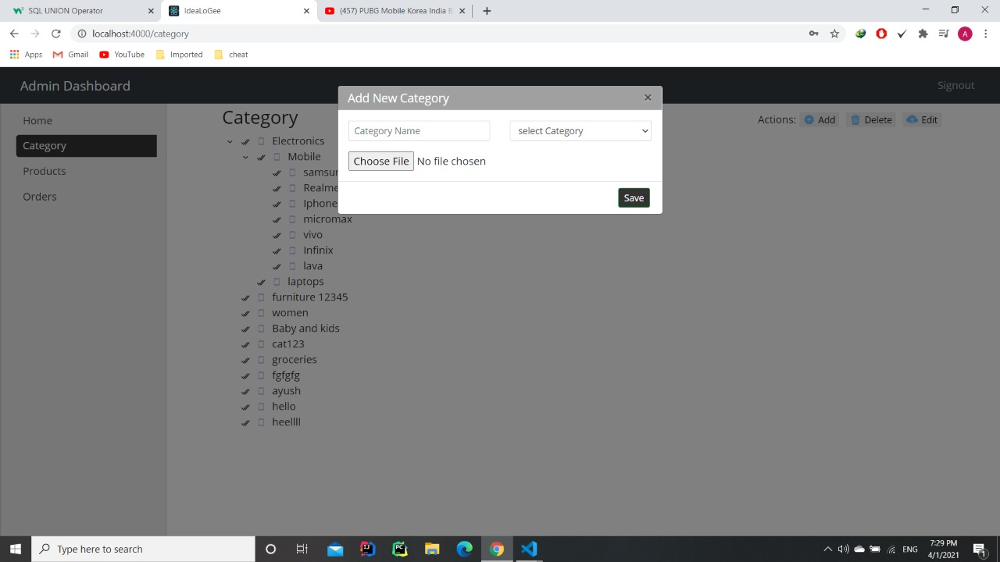 SQL UNION Operator
IdeaLoGee
(457) PUBG Mobile Korea India B
localhost:4000/category
Apps
Gmail
YouTube
Imported
cheat
Admin Dashboard
Signout
Home
Category
Products
Orders
Category
Actions:
Add
Delete
Edit
Electronics
Mobile
samsun
Realme
Iphone
micromax
vivo
Infinix
lava
laptops
furniture 12345
women
Baby and kids
cat123
groceries
fgfgfg
ayush
hello
heellll
Add New Category
Category Name
select Category
Choose File No file chosen
Save
Type here to search
ENG
7:29 PM
4/1/2021